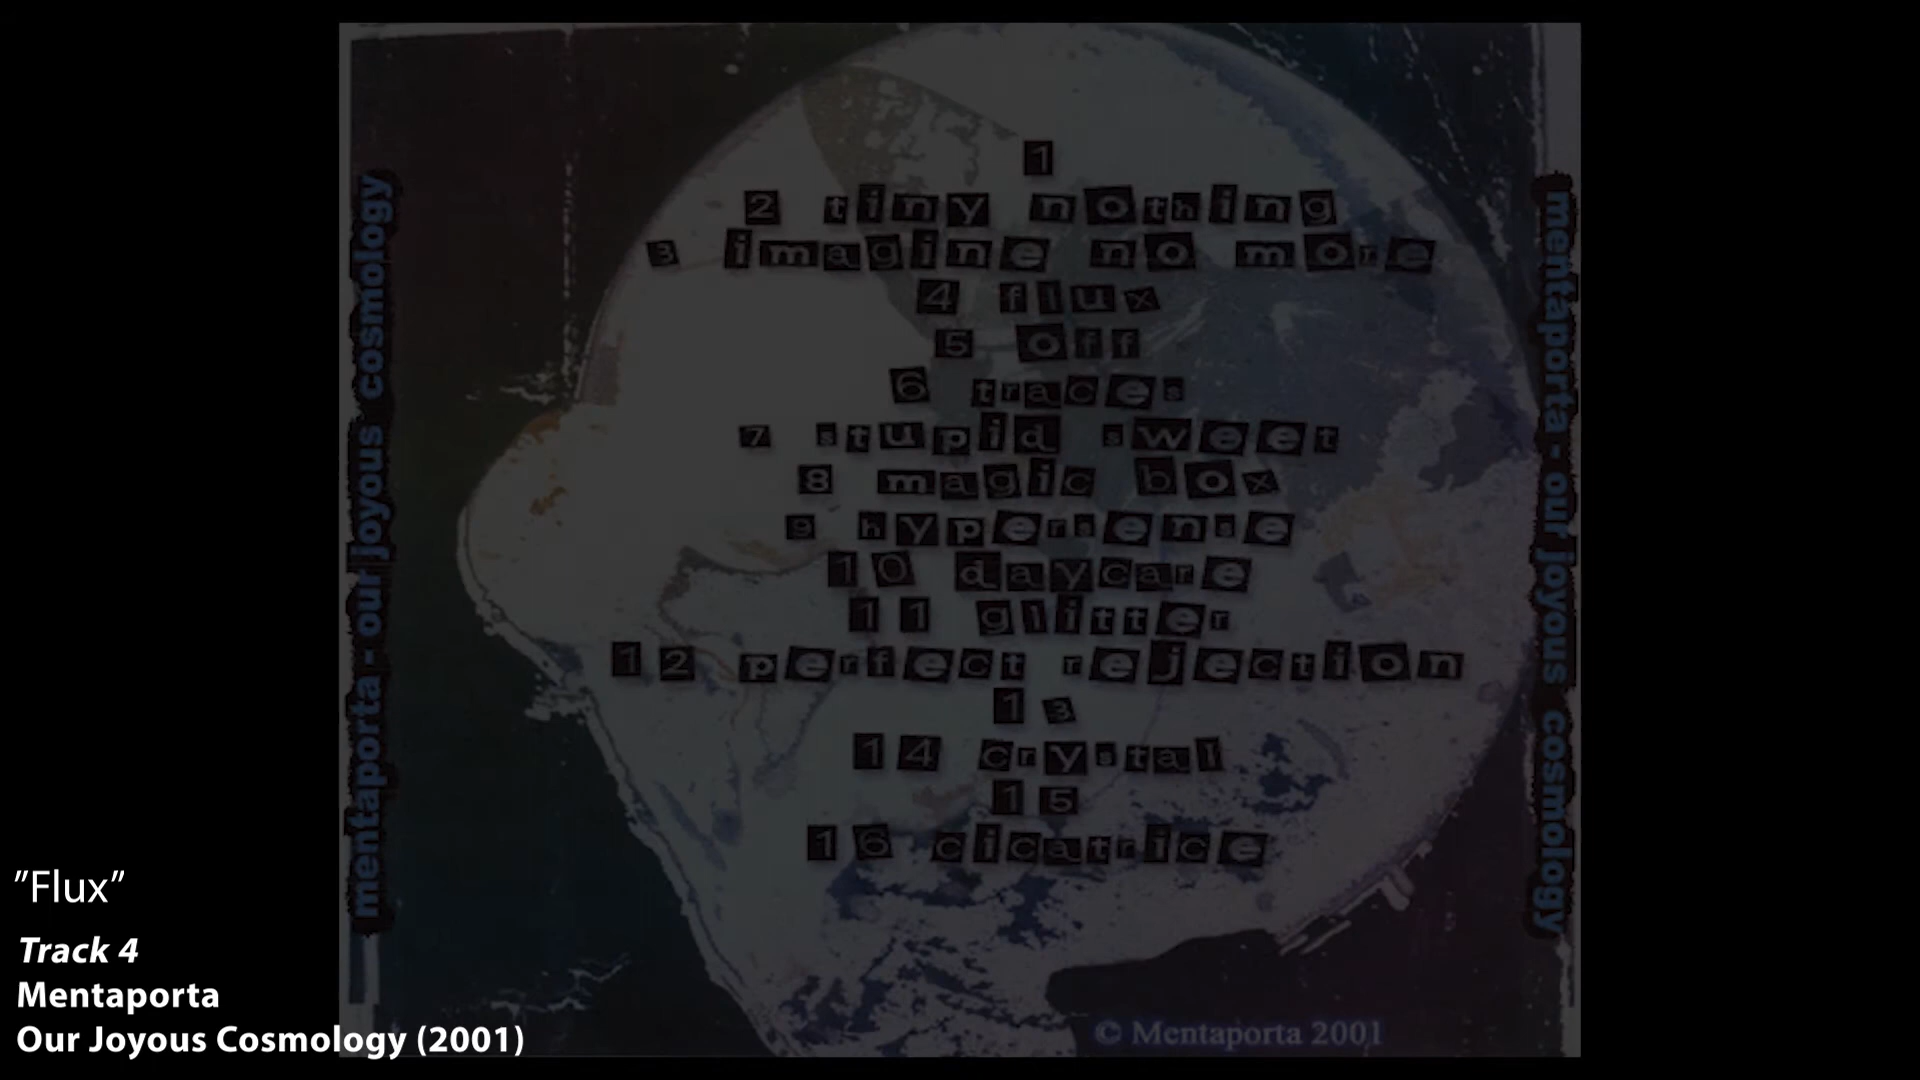 1
2 tiny nothing
3 imagine no more
4 flux
5 off
6 traces
7 stupid sweet
8 magic box
9 hypersense
10 daycare
11 glitter
12 perfect rejection
13
14 crystal
15
16 cicatrice
mentaporta - our joyous cosmology
mentaporta - our joyous cosmology
© Mentaporta 2001
"Flux"
Track 4
Mentaporta
Our Joyous Cosmology (2001)